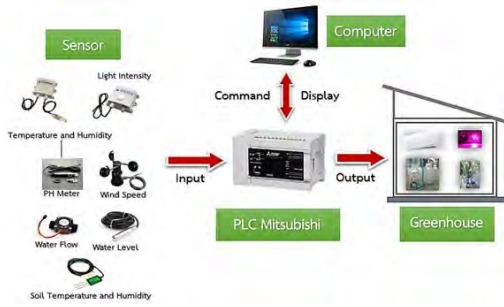 Sensor
Computer
Light Intensity
Command
Display
Temperature and Humidity
PH Meter
Wind Speed
Input
Output
PLC Mitsubishi
Greenhouse
Water Flow
Water Level
Soil Temperature and Humidity